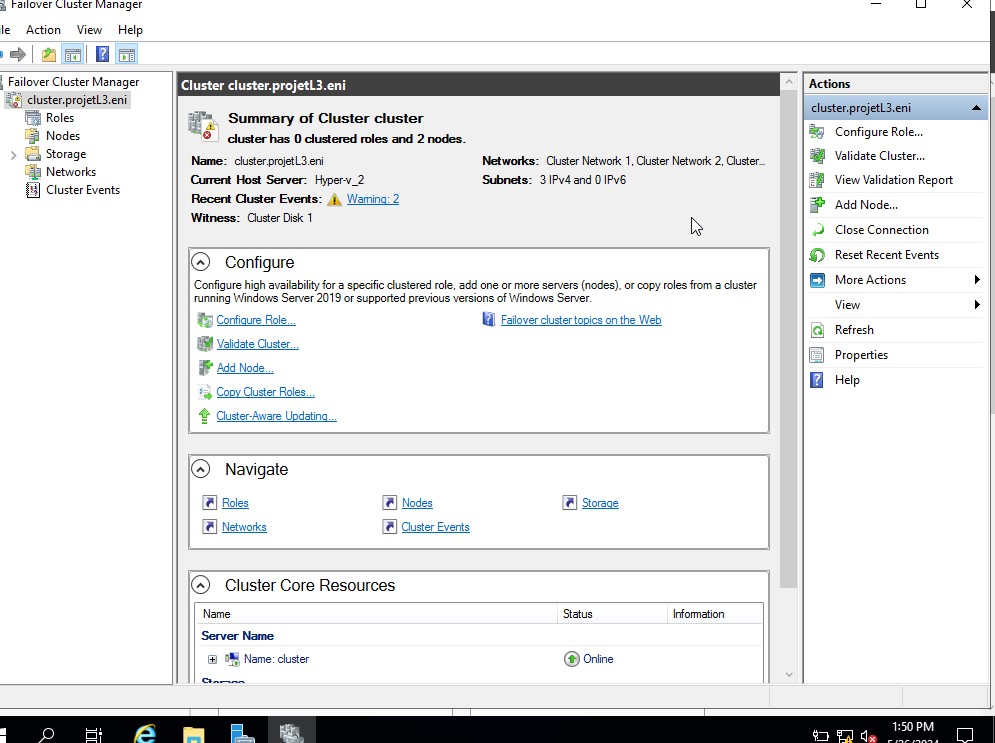 Failover Cluster Manager
Action View Help
Failover Cluster Manager
cluster.projetL3.eni
Roles
Nodes
Storage
Networks
Cluster Events
Cluster cluster.projetL3.eni
Summary of Cluster cluster
cluster has 0 clustered roles and 2 nodes.
Name: cluster.projetL3.eni
Networks: Cluster Network 1, Cluster Network 2, Cluster...
Current Host Server: Hyper-v_2
Subnets: 3 IPv4 and 0 IPv6
Recent Cluster Events: Warning: 2
Witness: Cluster Disk 1
Configure
Configure high availability for a specific clustered role, add one or more servers (nodes), or copy roles from a cluster
running Windows Server 2019 or supported previous versions of Windows Server.
Configure Role...
Failover cluster topics on the Web
Validate Cluster...
Add Node...
Copy Cluster Roles...
Cluster-Aware Updating...
Navigate
Roles Nodes Storage
Networks Cluster Events
Cluster Core Resources
Name Status Information
Server Name
Name: cluster Online
Storage
Actions
cluster.projetL3.eni
Configure Role...
Validate Cluster...
View Validation Report
Add Node...
Close Connection
Reset Recent Events
More Actions
View
Refresh
Properties
Help
1:50 PM